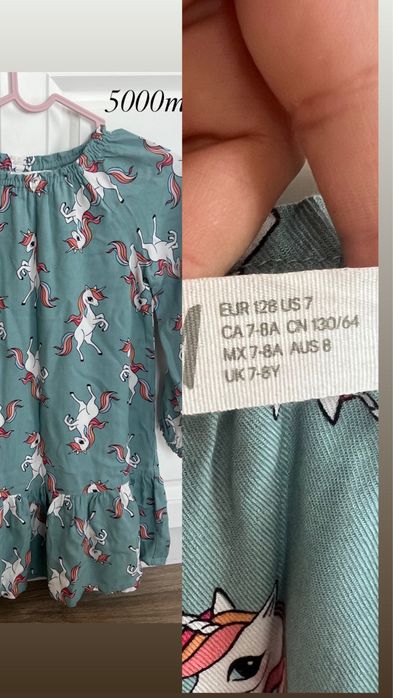 5000m
EUR 128 US 7
CA 7-8A CN 130/64
MX 7-8A AUS 8
UK 7-8Y